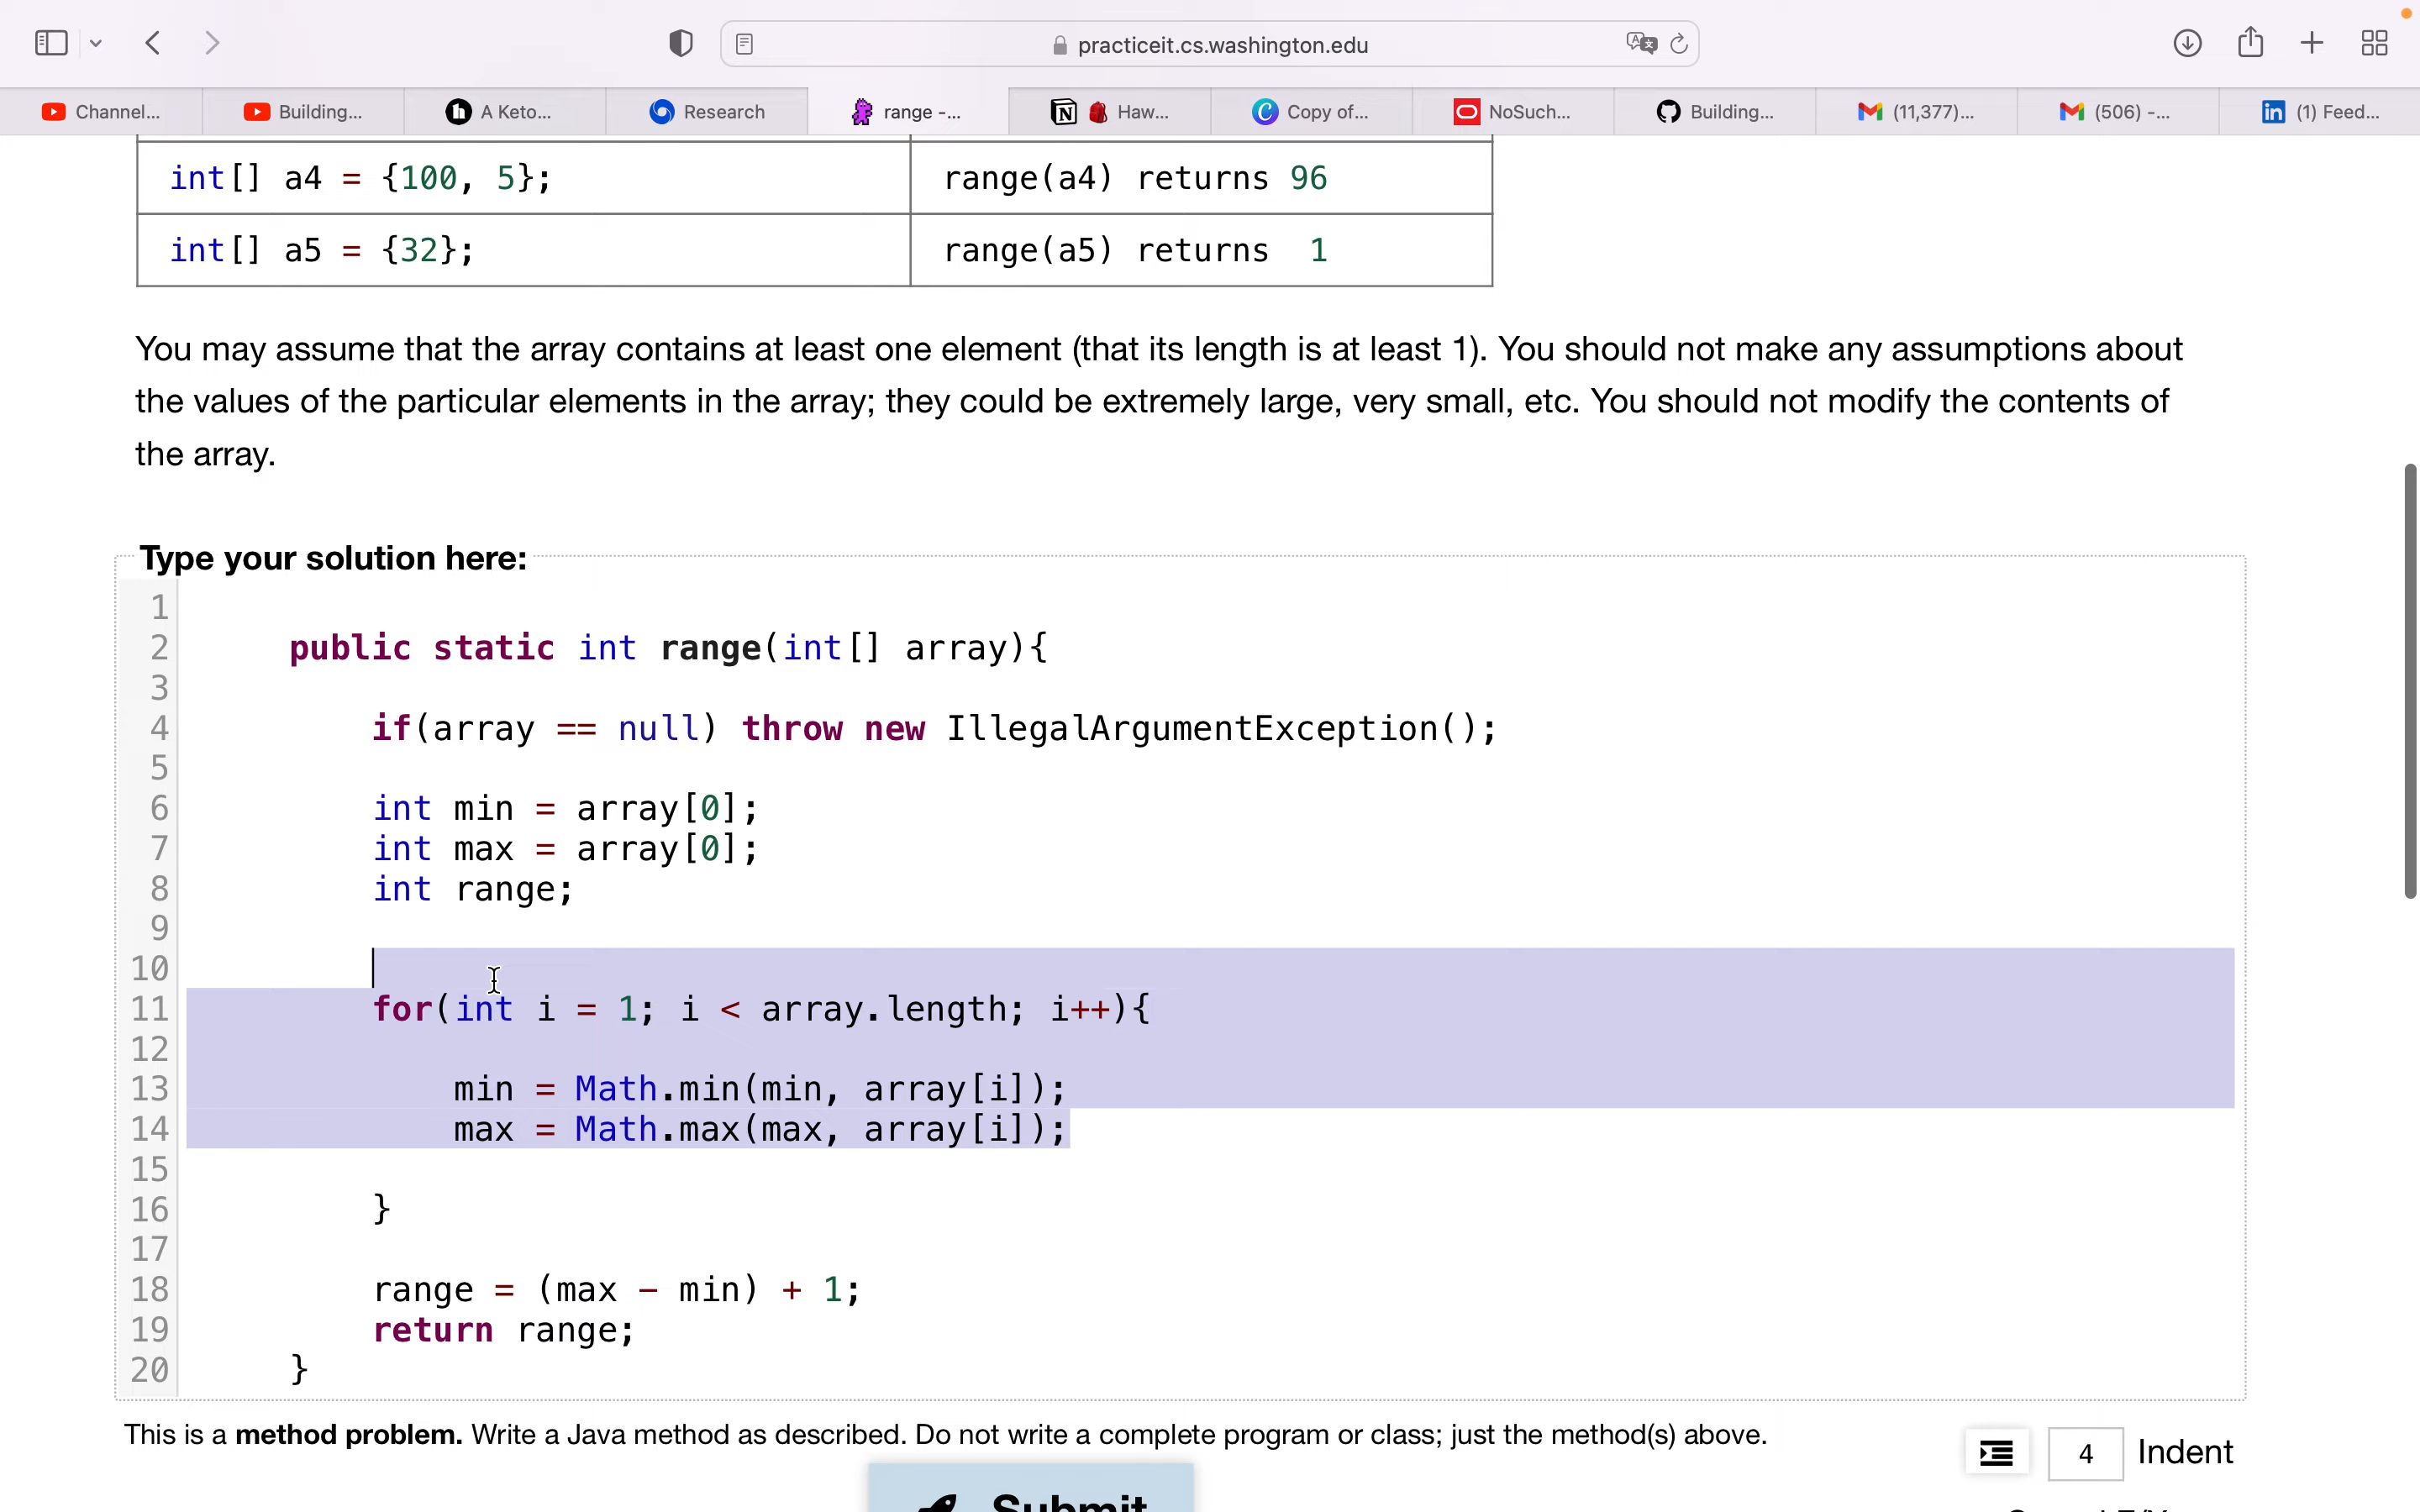 practiceit.cs.washington.edu
Channel...
Building...
A Keto...
Research
range -...
Haw...
Copy of...
NoSuch...
Building...
(11,377)...
(506) -...
(1) Feed...
int[] a4 = {100, 5};
range(a4) returns 96
int[] a5 = {32};
range(a5) returns 1
You may assume that the array contains at least one element (that its length is at least 1). You should not make any assumptions about
the values of the particular elements in the array; they could be extremely large, very small, etc. You should not modify the contents of
the array.
Type your solution here:
1
2 public static int range(int[] array){
3
4 if(array == null) throw new IllegalArgumentException();
5
6 int min = array[0];
7 int max = array[0];
8 int range;
9
10
11 for(int i = 1; i < array.length; i++){
12
13 min = Math.min(min, array[i]);
14 max = Math.max(max, array[i]);
15
16 }
17
18 range = (max - min) + 1;
19 return range;
20 }
This is a method problem. Write a Java method as described. Do not write a complete program or class; just the method(s) above.
4 Indent
Submit